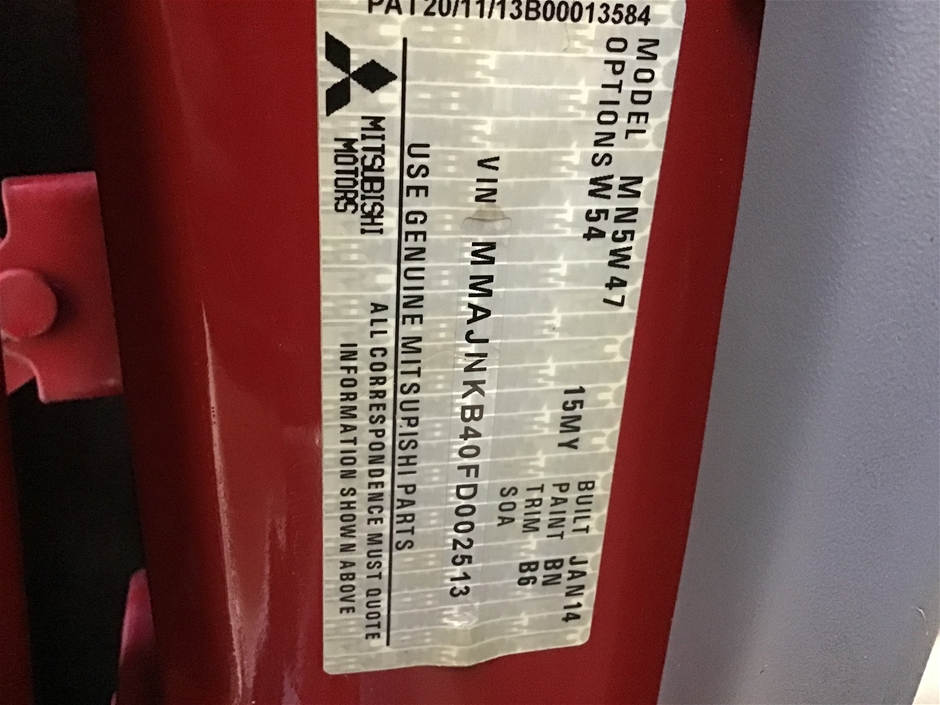 PAT20/11/13B00013584
MODEL MN5W47
OPTIONS W54
15MY
BUILT JAN14
PAINT BN
TRIM B6
SOA
VIN MMAJNKB40FD002513
USE GENUINE MITSUBISHI PARTS
MITSUBISHI
MOTORS
ALL CORRESPONDENCE MUST QUOTE
INFORMATION SHOWN ABOVE